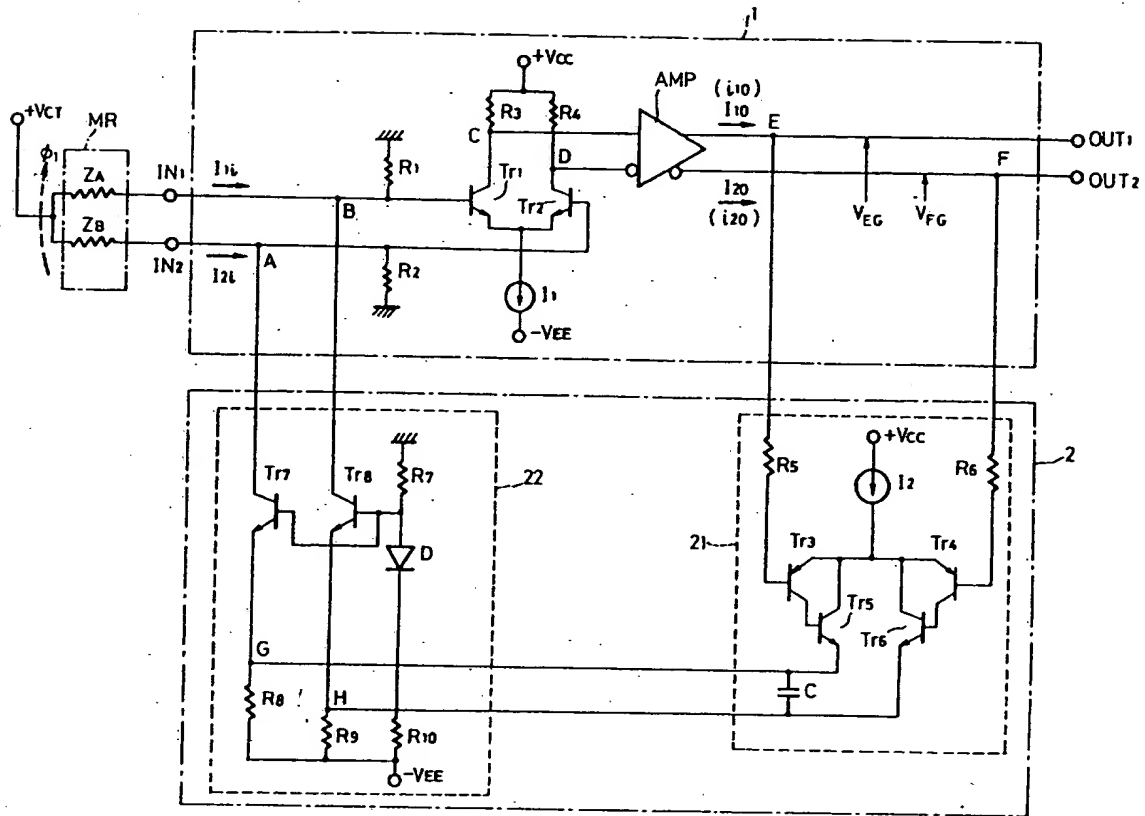 1
+VCC
AMP
(i10)
I10
E
+VCT
MR
R3
R4
C
OUT1
ϕ1
ZA
IN1
I1i
R1
D
F
Tr1
Tr2
I20
(i20)
OUT2
B
VEG
VFG
ZB
IN2
I2i
A
R2
I1
-VEE
+VCC
2
R5
R6
I2
R7
22
Tr7
Tr8
21
Tr3
Tr4
D
Tr5
Tr6
G
C
R8
H
R9
R10
-VEE